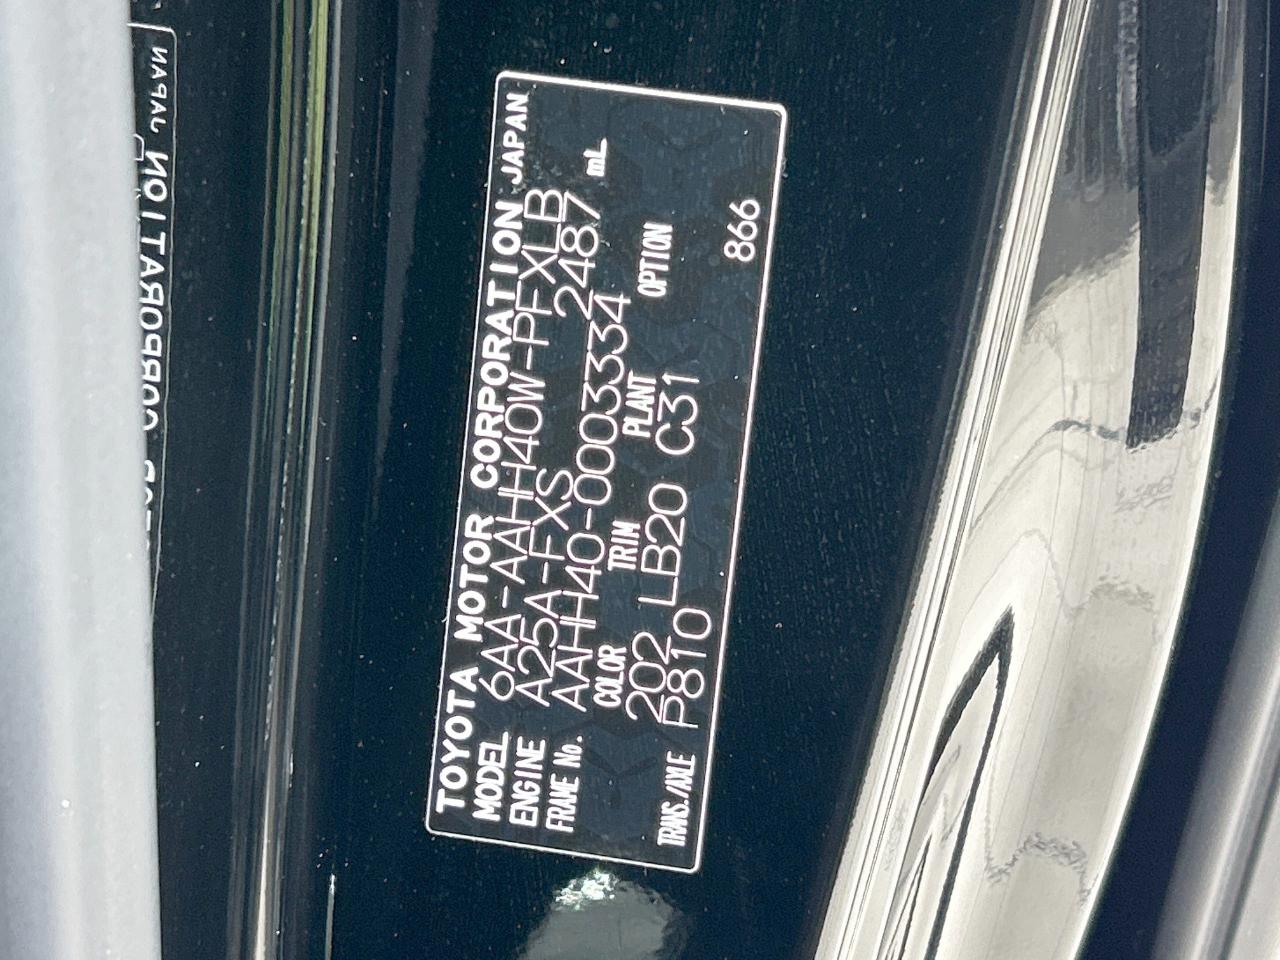 TOYOTA MOTOR CORPORATION JAPAN
MODEL 6AA-AAHH40W-PFXLB
ENGINE A25A-FXS 2487 mL
FRAME No. AAHH40-0003334
COLOR TRIM PLANT OPTION
202 LB20 C31
TRANS./AXLE P810 866